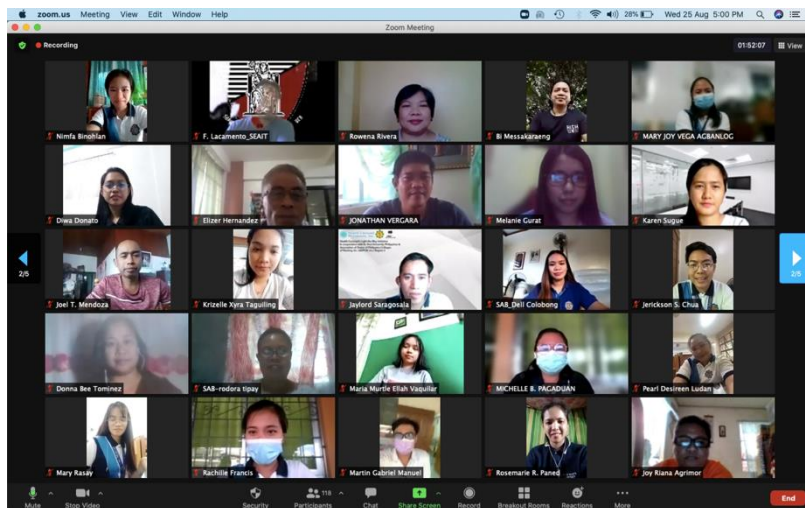 zoom.us Meeting View Edit Window Help 28% Wed 25 Aug 5:00 PM
Zoom Meeting
Recording 01:52:07 View
Nimfa Binohlan F. Lacamento_SEAIT Rowena Rivera Bi Messakaraeng MARY JOY VEGA AGBANLOG
Diwa Donato Elizer Hernandez JONATHAN VERGARA Melanie Gurat Karen Sugue
2/5 2/5
Joel T. Mendoza Krizelle Xyra Taguiling Jaylord Saragosala SAB_Dell Colobong Jerickson S. Chua
Donna Bee Tominez SAB-rodora tipay Maria Murtle Ellah Vaquilar MICHELLE B. PAGADUAN Pearl Desireen Ludan
Mary Rasay Rachille Francis Martin Gabriel Manuel Rosemarie R. Paned Joy Riana Agrimor
Mute Stop Video Security Participants 118 Chat Share Screen Record Breakout Rooms Reactions More End